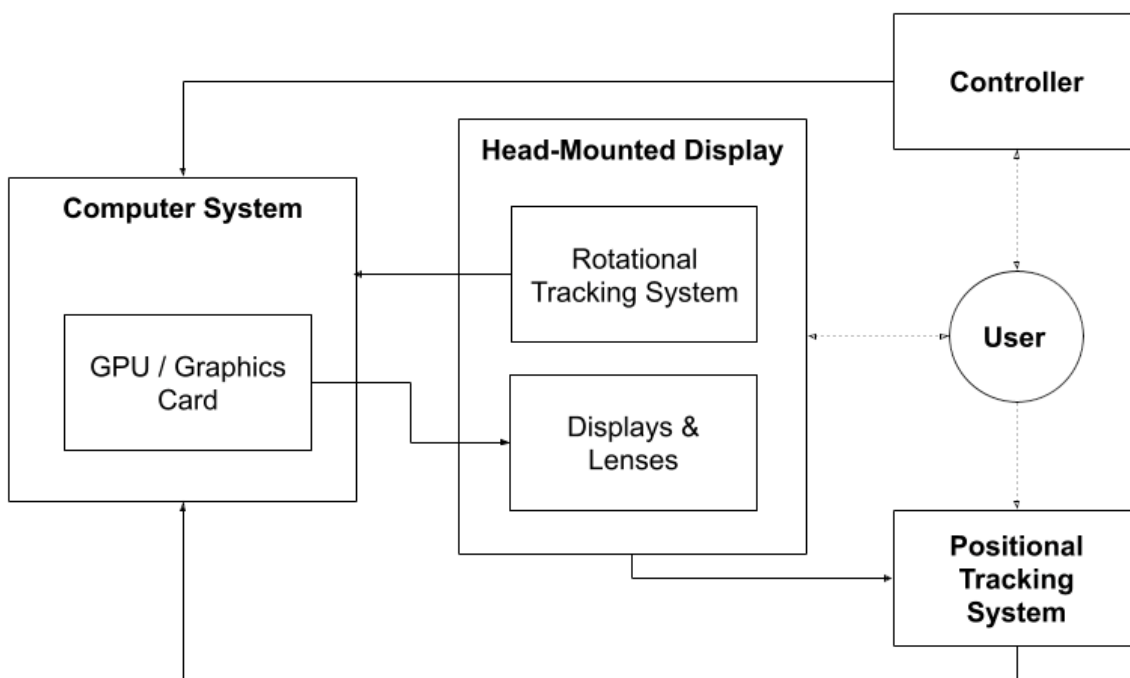 Controller
Head-Mounted Display
Computer System
Rotational
Tracking System
GPU / Graphics
Card
User
Displays &
Lenses
Positional
Tracking
System